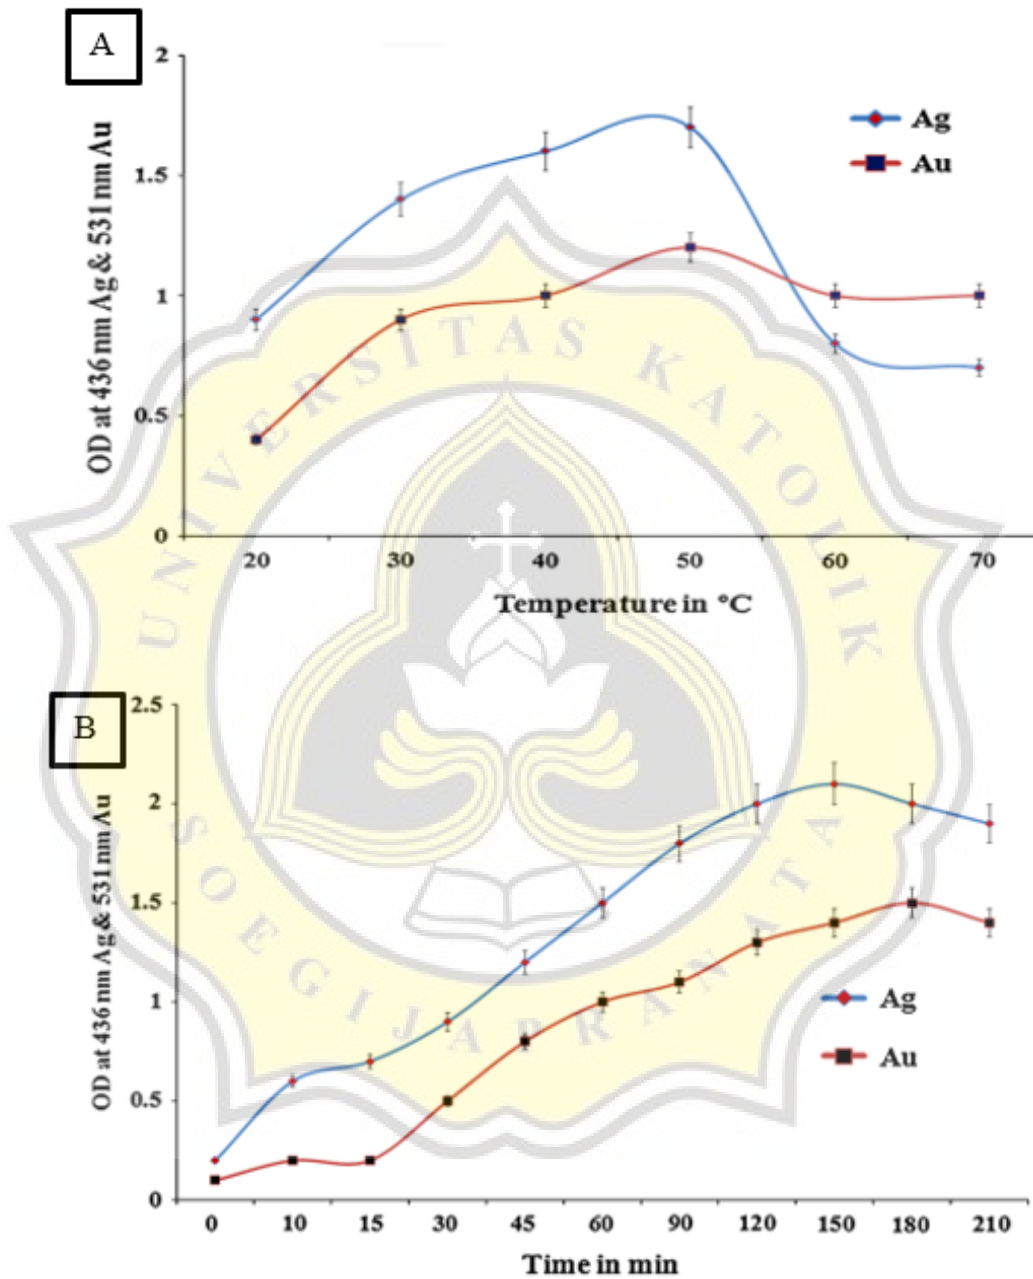 A
2
1.5
1
0.5
0
OD at 436 nm Ag & 531 nm Au
Ag
Au
20 30 40 50 60 70
Temperature in °C
UNIVERSITAS KATOLIK
SOEGIJAPRANATA
B
2.5
2
1.5
1
0.5
0
OD at 436 nm Ag & 531 nm Au
Ag
Au
0 10 15 30 45 60 90 120 150 180 210
Time in min